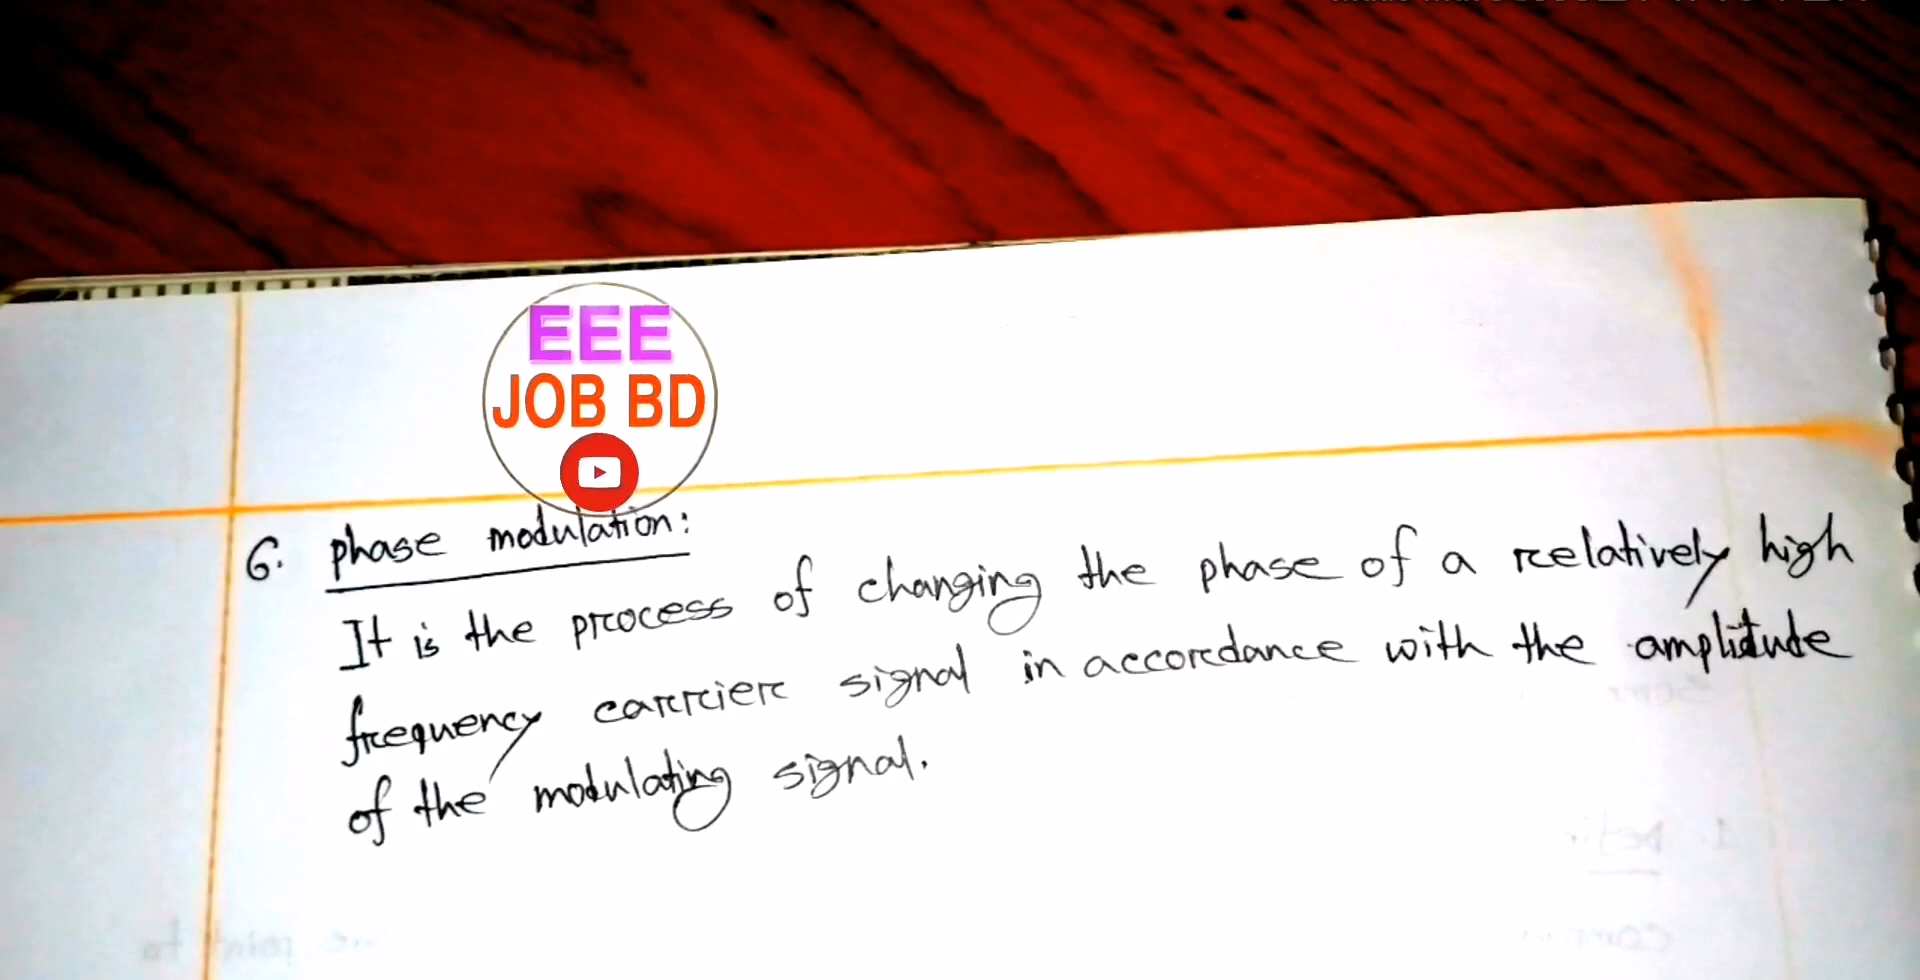 EEE
JOB BD
6. phase modulation:
It is the process of changing the phase of a relatively high
frequency carrier signal in accordance with the amplitude
of the modulating signal.